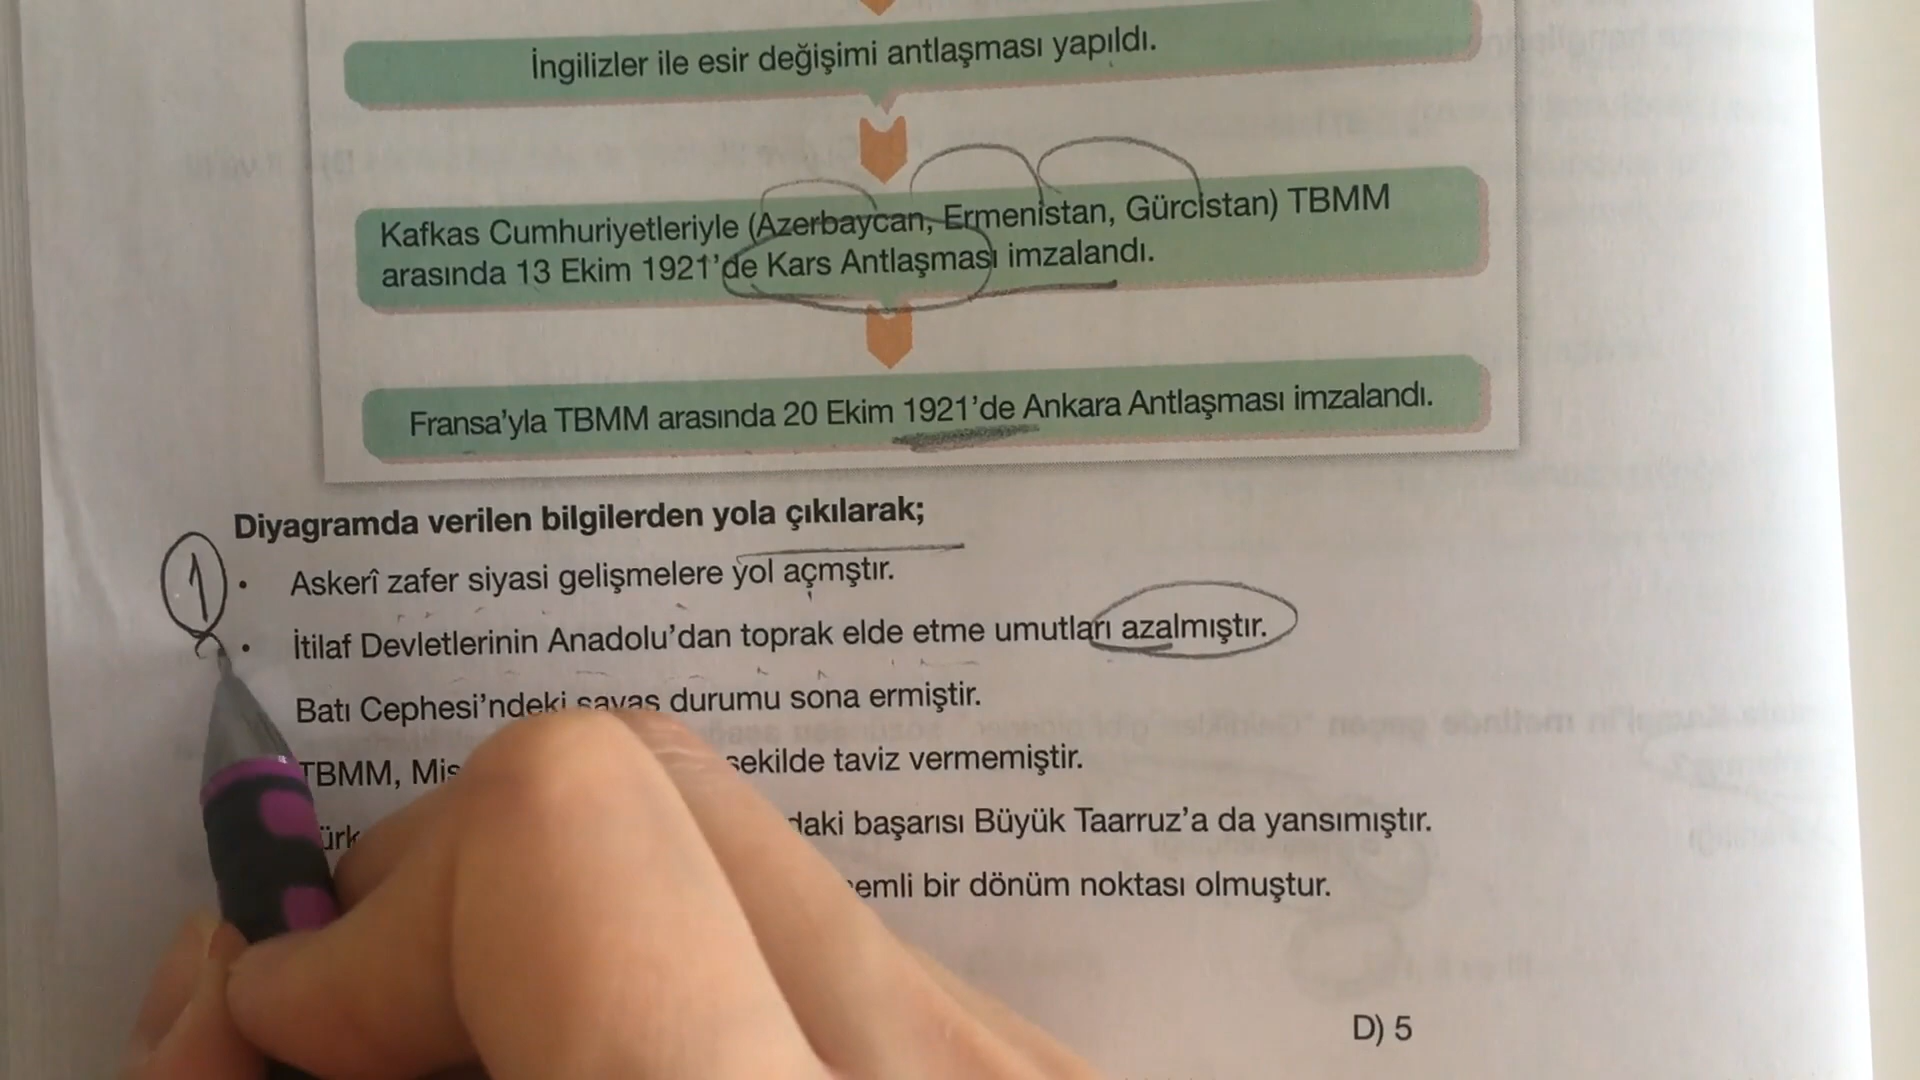 İngilizler ile esir değişimi antlaşması yapıldı.
Kafkas Cumhuriyetleriyle (Azerbaycan, Ermenistan, Gürcistan) TBMM
arasında 13 Ekim 1921'de Kars Antlaşması imzalandı.
Fransa'yla TBMM arasında 20 Ekim 1921'de Ankara Antlaşması imzalandı.
Diyagramda verilen bilgilerden yola çıkılarak;
1 • Askerî zafer siyasi gelişmelere yol açmştır.
• İtilaf Devletlerinin Anadolu'dan toprak elde etme umutları azalmıştır.
Batı Cephesi'ndeki savaş durumu sona ermiştir.
TBMM, şekilde taviz vermemiştir.
başarısı Büyük Taarruz'a da yansımıştır.
bir dönüm noktası olmuştur.
D) 5